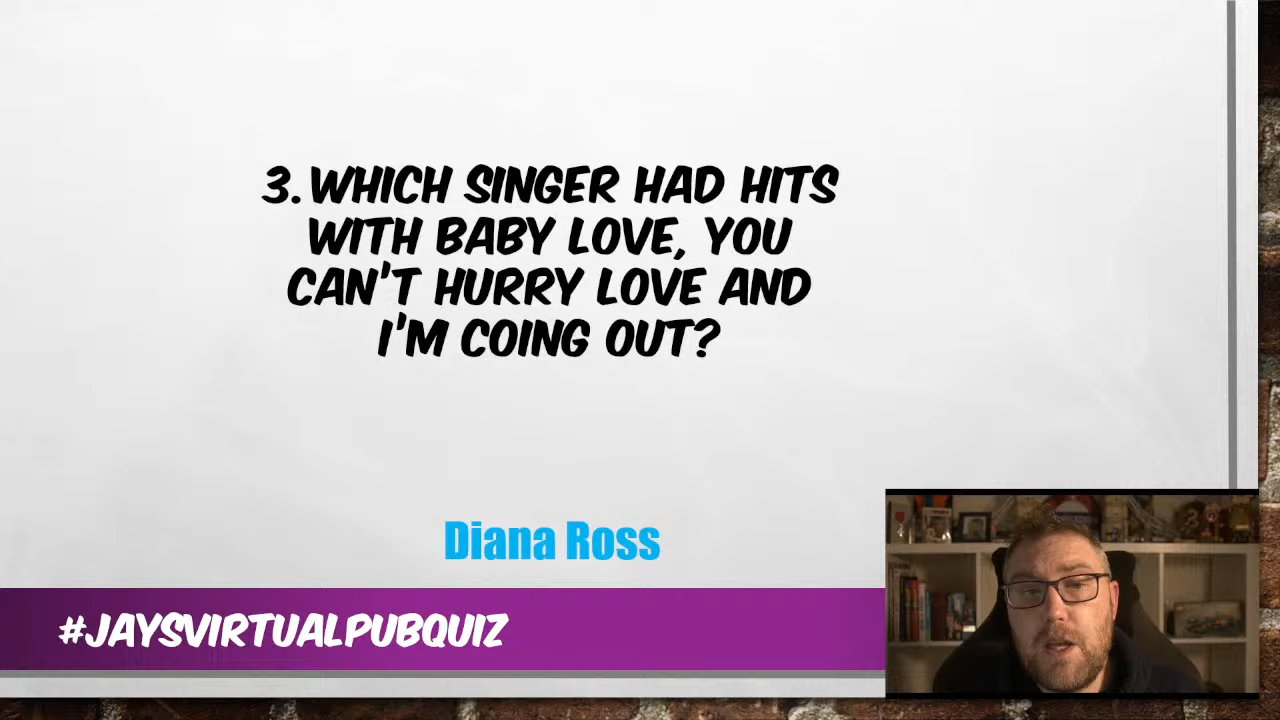 3. WHICH SINGER HAD HITS
WITH BABY LOVE, YOU
CAN'T HURRY LOVE AND
I'M COING OUT?
Diana Ross
#JAYSVIRTUALPUBQUIZ